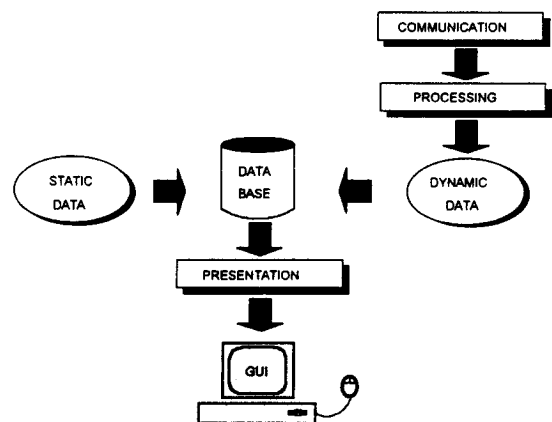 COMMUNICATION
PROCESSING
STATIC
DATA
DATA
BASE
DYNAMIC
DATA
PRESENTATION
GUI